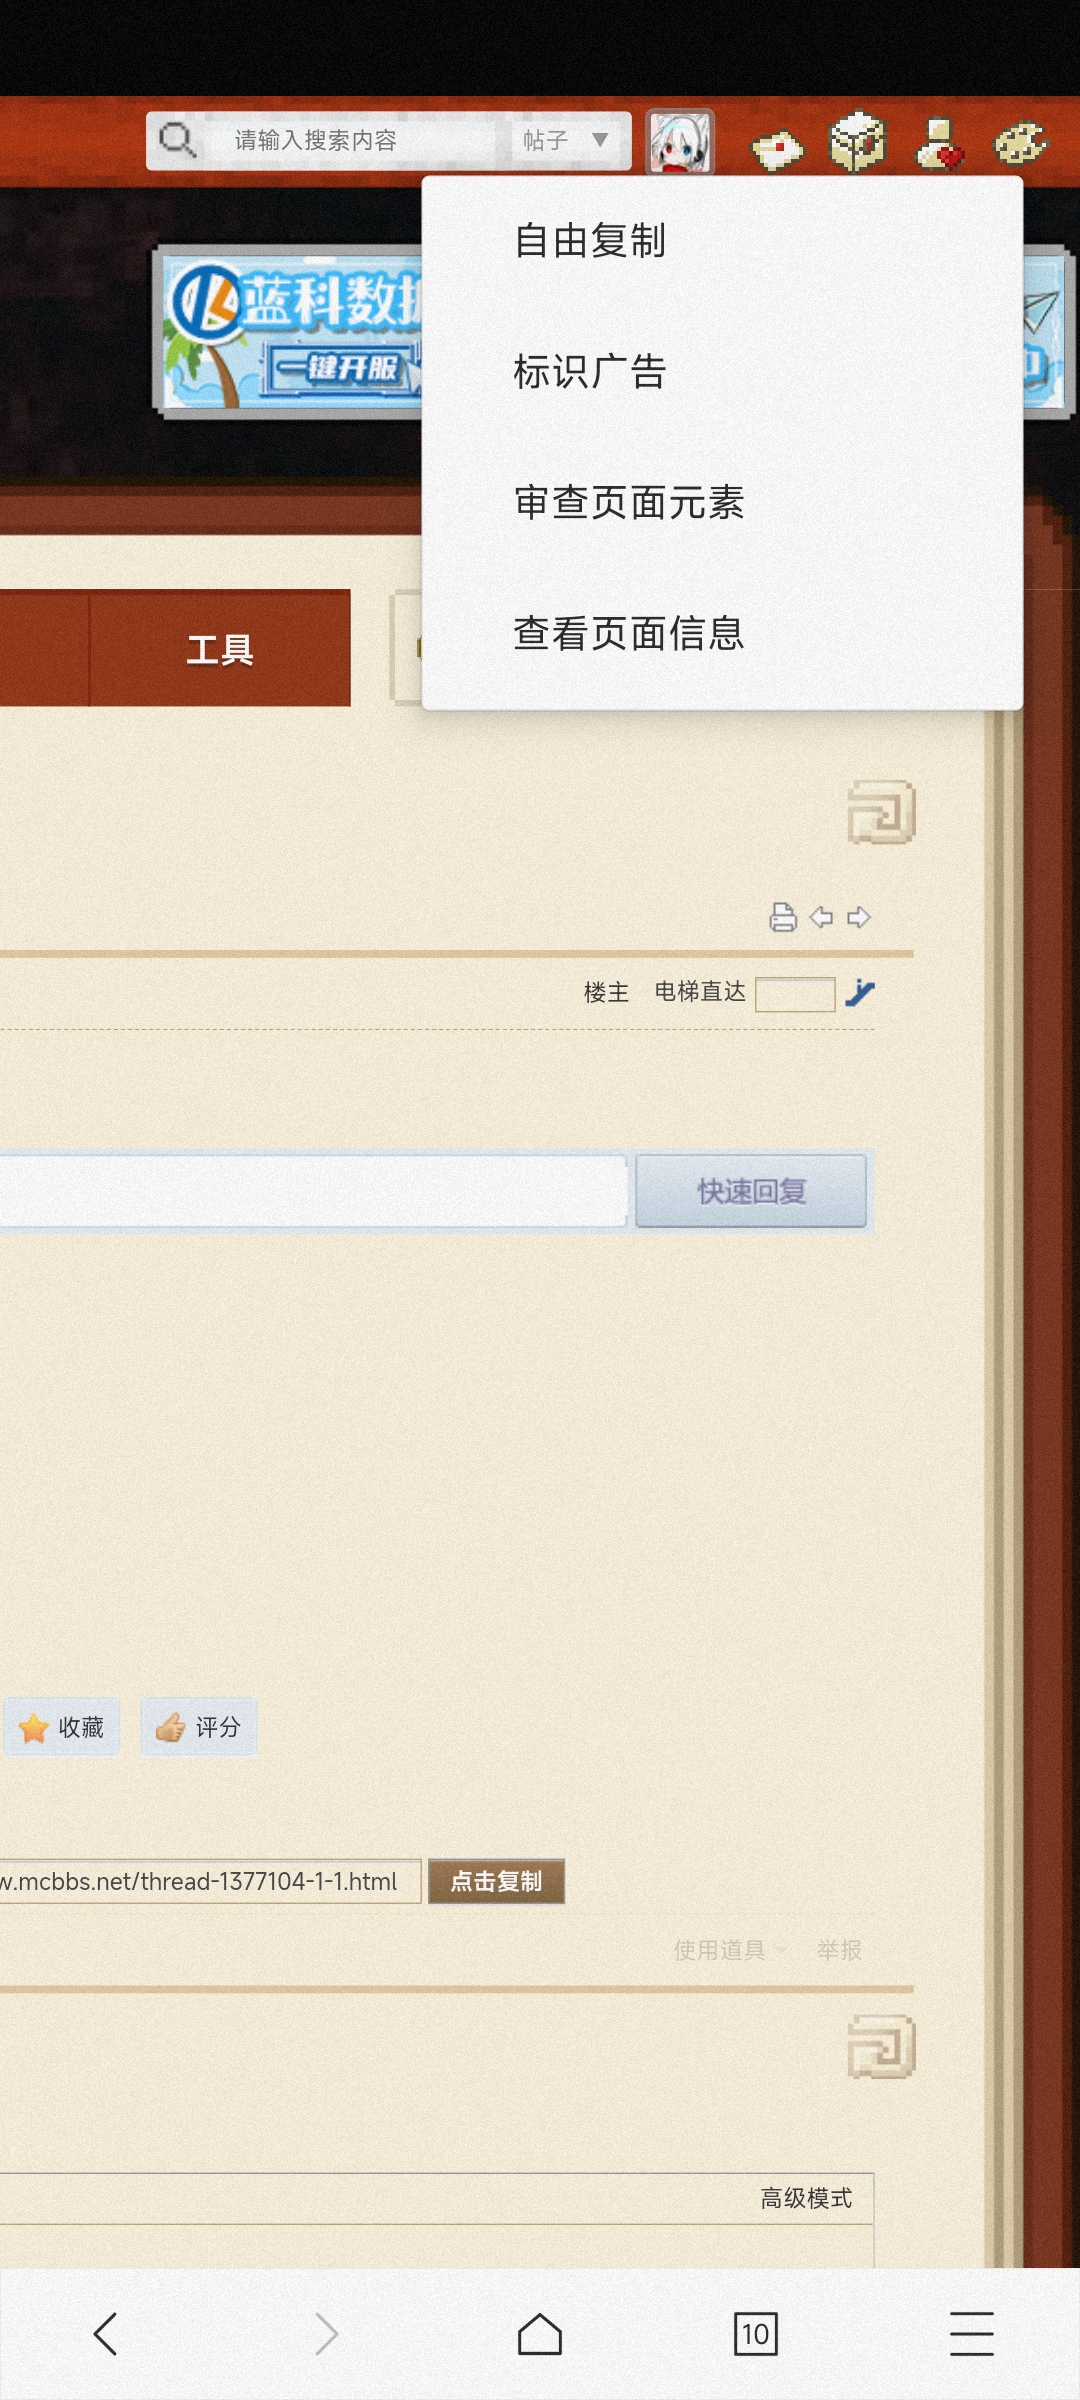 请输入搜索内容 帖子
自由复制
标识广告
审查页面元素
查看页面信息
蓝科数据
一键开服
工具
楼主 电梯直达
快速回复
收藏 评分
w.mcbbs.net/thread-1377104-1-1.html 点击复制
使用道具 举报
高级模式
10